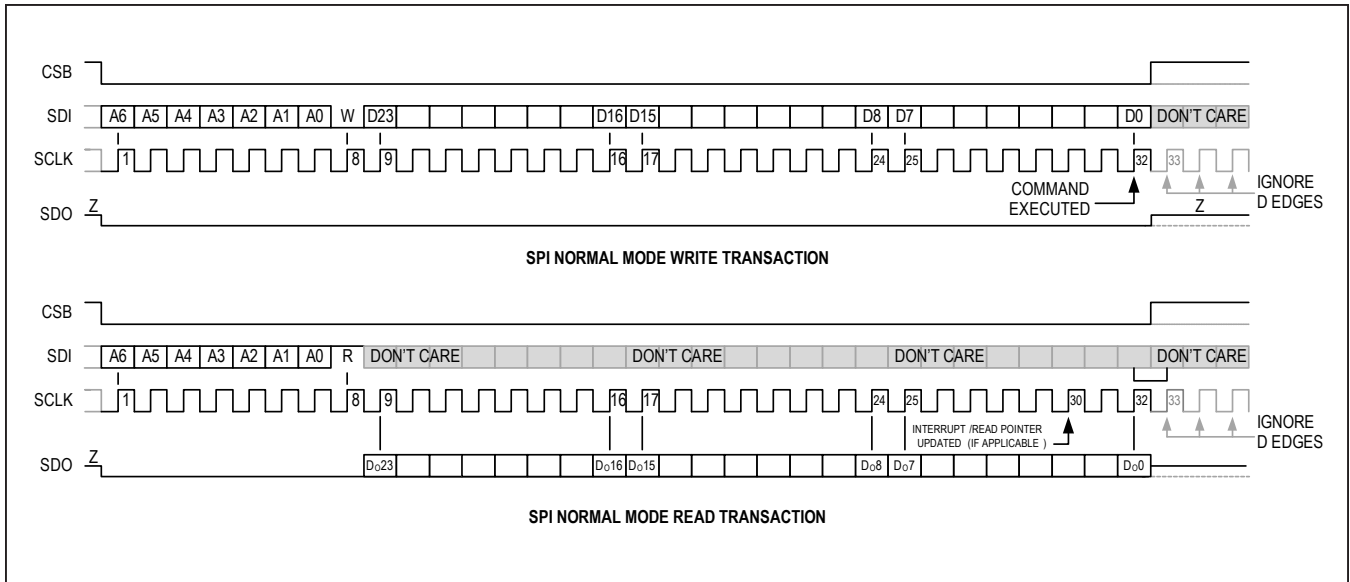 CSB
SDI A6 A5 A4 A3 A2 A1 A0 W D23 D16 D15 D8 D7 D0 DON'T CARE
SCLK 1 8 9 16 17 24 25 32 33
COMMAND
EXECUTED
IGNORE
D EDGES
SDO Z Z
SPI NORMAL MODE WRITE TRANSACTION
CSB
SDI A6 A5 A4 A3 A2 A1 A0 R DON'T CARE DON'T CARE DON'T CARE DON'T CARE
SCLK 1 8 9 16 17 24 25 30 32 33
INTERRUPT /READ POINTER
UPDATED (IF APPLICABLE )
IGNORE
D EDGES
SDO Z Do23 Do16 Do15 Do8 Do7 Do0
SPI NORMAL MODE READ TRANSACTION